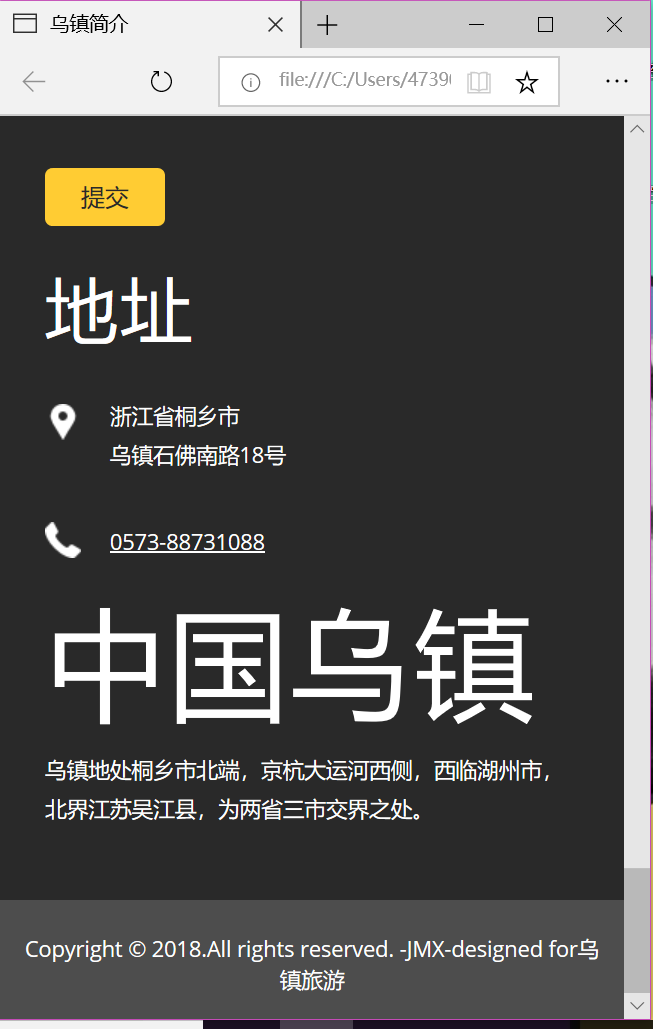 乌镇简介
file:///C:/Users/4739
提交
地址
浙江省桐乡市
乌镇石佛南路18号
0573-88731088
中国乌镇
乌镇地处桐乡市北端，京杭大运河西侧，西临湖州市，
北界江苏吴江县，为两省三市交界之处。
Copyright © 2018.All rights reserved. -JMX-designed for乌
镇旅游